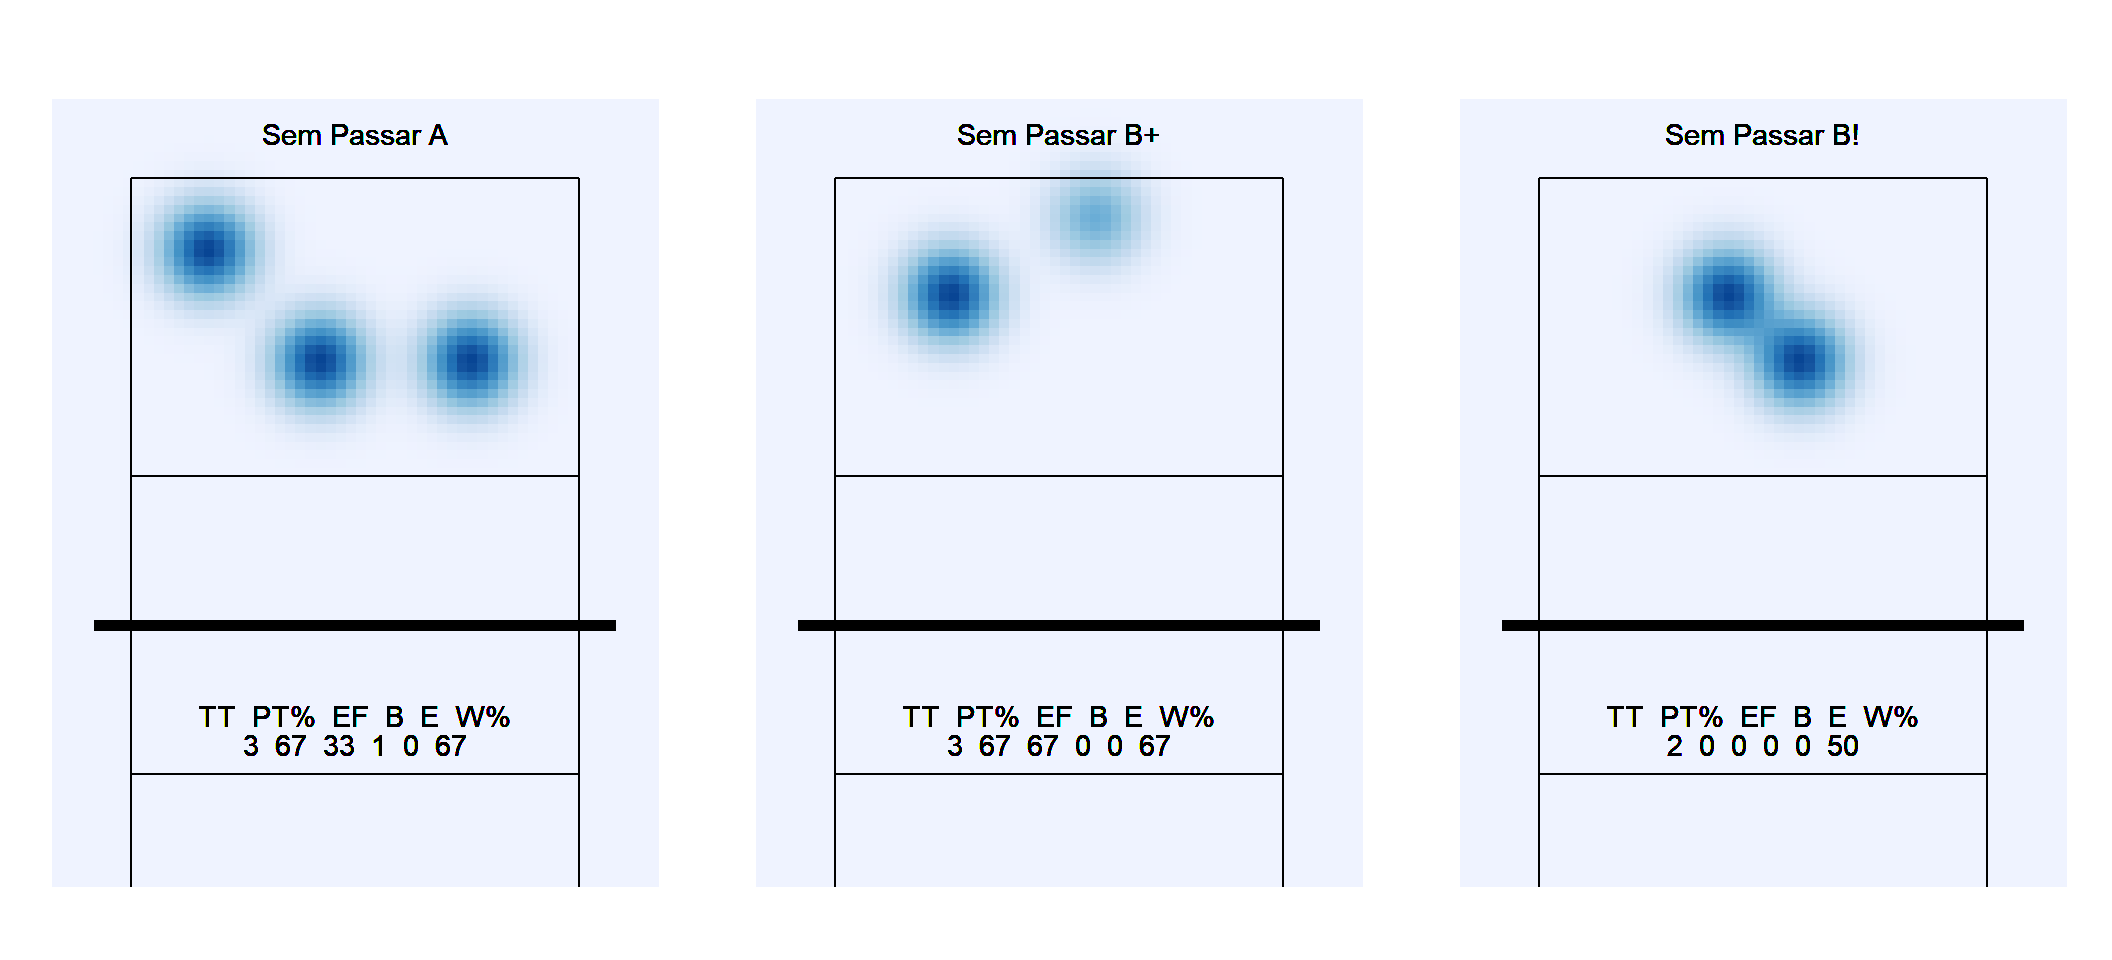 Sem Passar A
TT PT% EF B E W%
3 67 33 1 0 67
Sem Passar B+
TT PT% EF B E W%
3 67 67 0 0 67
Sem Passar B!
TT PT% EF B E W%
2 0 0 0 0 50